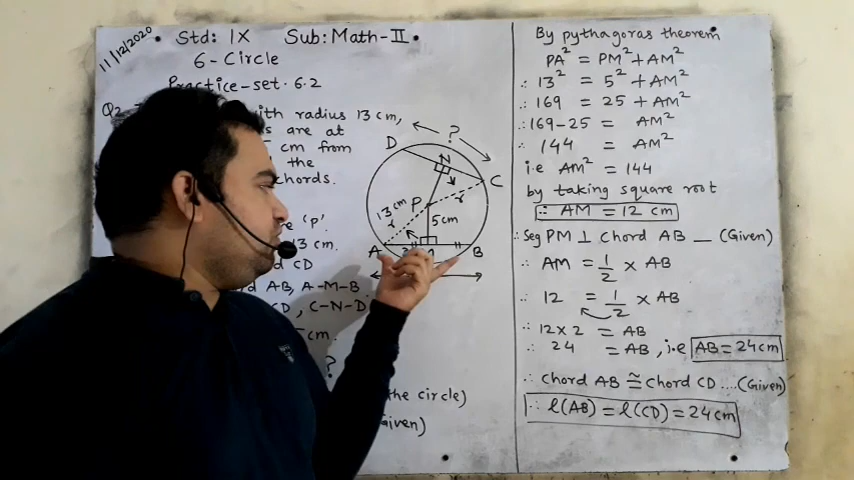 11/12/2020
Std: IX Sub: Math-II
6-Circle
Practice-set. 6.2
Q2.
with radius 13 cm,
are at
cm from
the
chords.
'P'.
13 cm.
CD
AB, A-M-B
CD, C-N-D
cm.
?
the circle)
Given)
?
D
N
C
P
r
13 cm
r
5cm
A
B
By pythagoras theorem
PA² = PM² + AM²
∴ 13² = 5² + AM²
∴ 169 = 25 + AM²
∴ 169-25 = AM²
∴ 144 = AM²
i.e AM² = 144
by taking square root
∴ AM = 12 cm
∴ Seg PM ⊥ Chord AB — (Given)
∴ AM = 1/2 × AB
∴ 12 = 1/2 × AB
∴ 12×2 = AB
∴ 24 = AB, i.e AB = 24cm
∴ Chord AB ≅ Chord CD ....(Given)
∴ l(AB) = l(CD) = 24cm